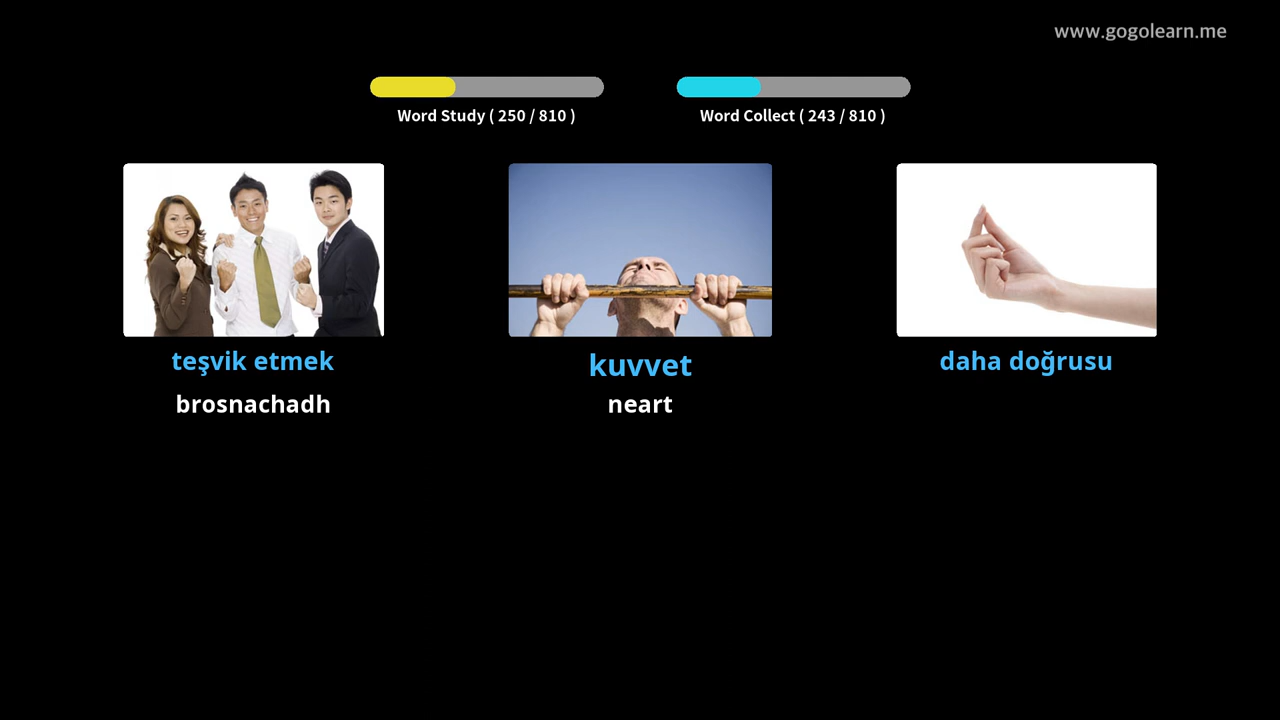 www.gogolearn.me
Word Study ( 250 / 810 )
Word Collect ( 243 / 810 )
teşvik etmek
kuvvet
daha doğrusu
brosnachadh
neart